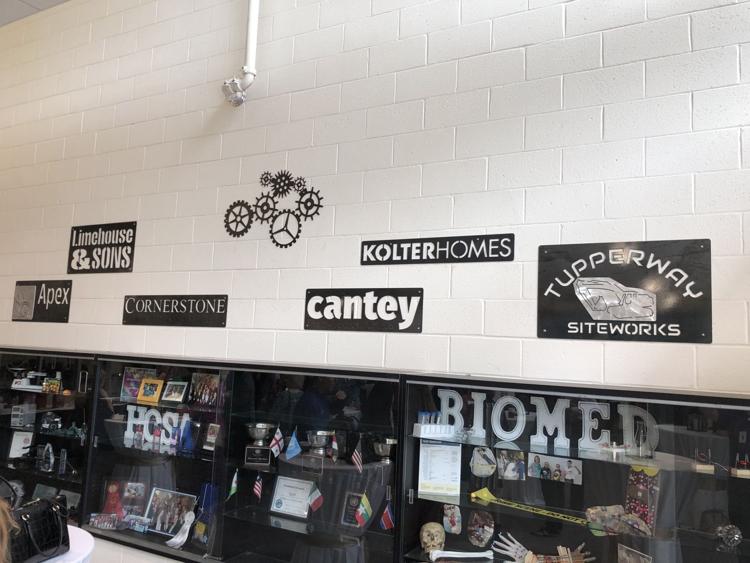 Limehouse
& SONS
KOLTERHOMES
TUPPERWAY
SITEWORKS
Apex
CORNERSTONE
cantey
HOSA
BIOMED